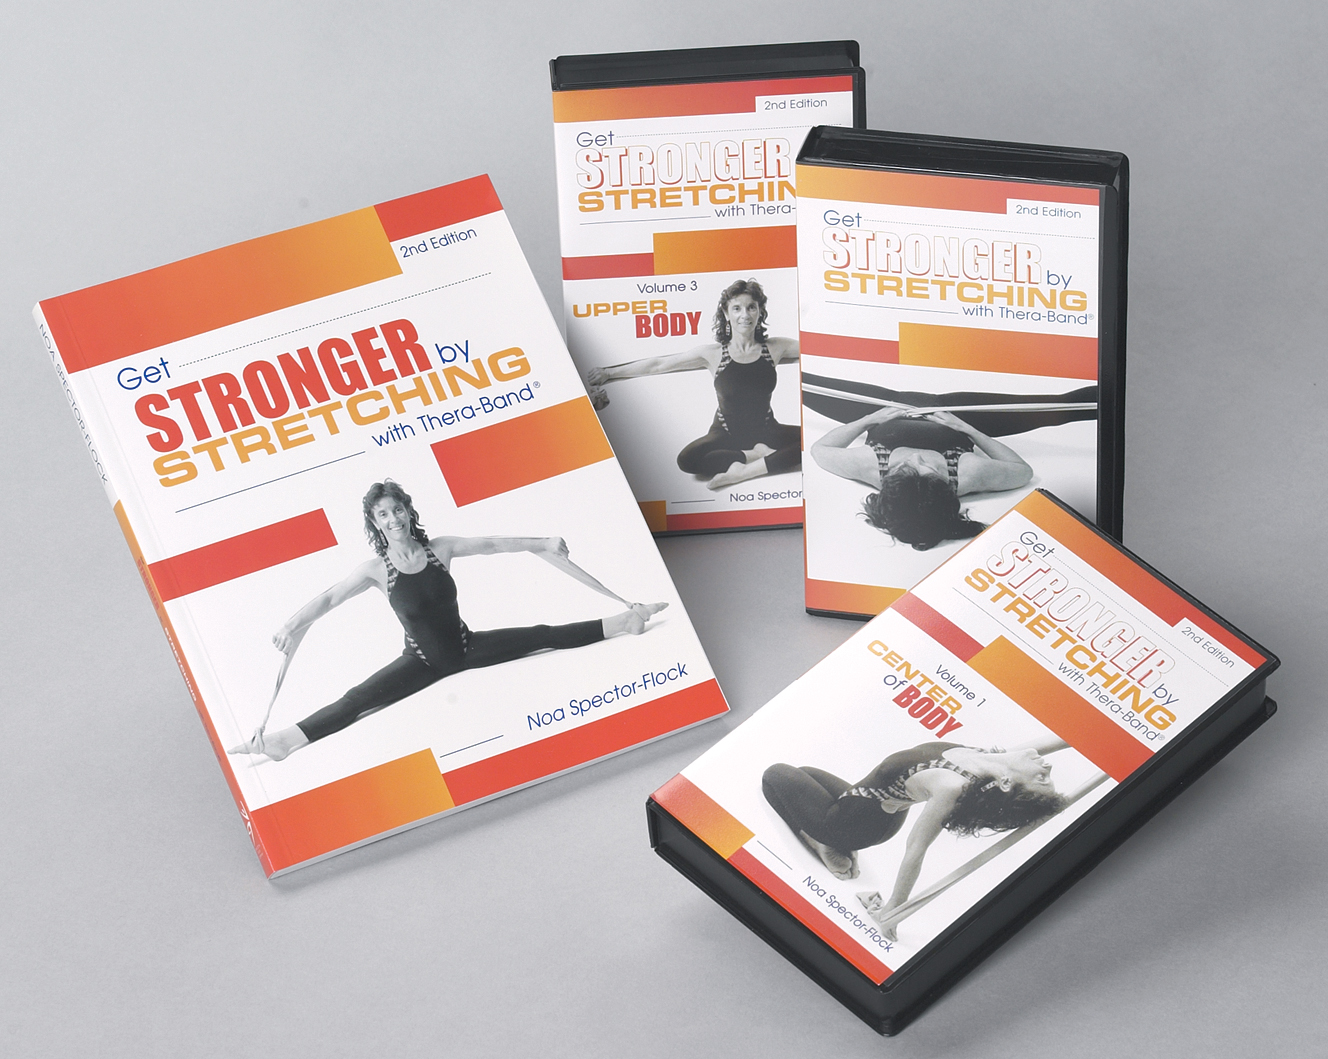 NOA SPECTOR-FLOCK
2nd Edition
Get
STRONGER by
STRETCHING
with Thera-Band®
Noa Spector-Flock
2nd Edition
Get
STRONGER
STRETCHIN
with Thera-
Volume 3
UPPER
BODY
Noa Spector
2nd Edition
Get
STRONGER by
STRETCHING
with Thera-Band®
2nd Edition
Get
STRONGER by
STRETCHING
with Thera-Band®
Volume 1
CENTER
of BODY
Noa Spector-Flock